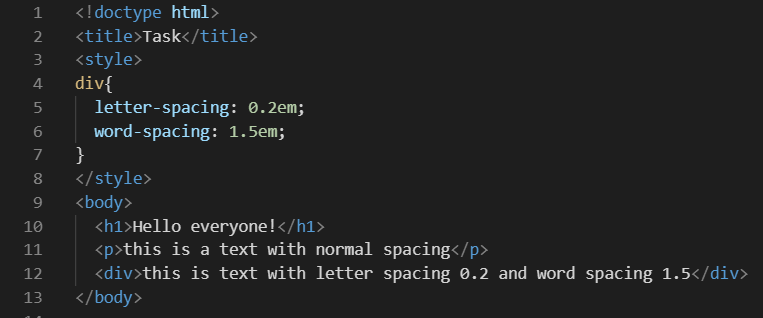 1 <!doctype html>
2 <title>Task</title>
3 <style>
4 div{
5 letter-spacing: 0.2em;
6 word-spacing: 1.5em;
7 }
8 </style>
9 <body>
10 <h1>Hello everyone!</h1>
11 <p>this is a text with normal spacing</p>
12 <div>this is text with letter spacing 0.2 and word spacing 1.5</div>
13 </body>